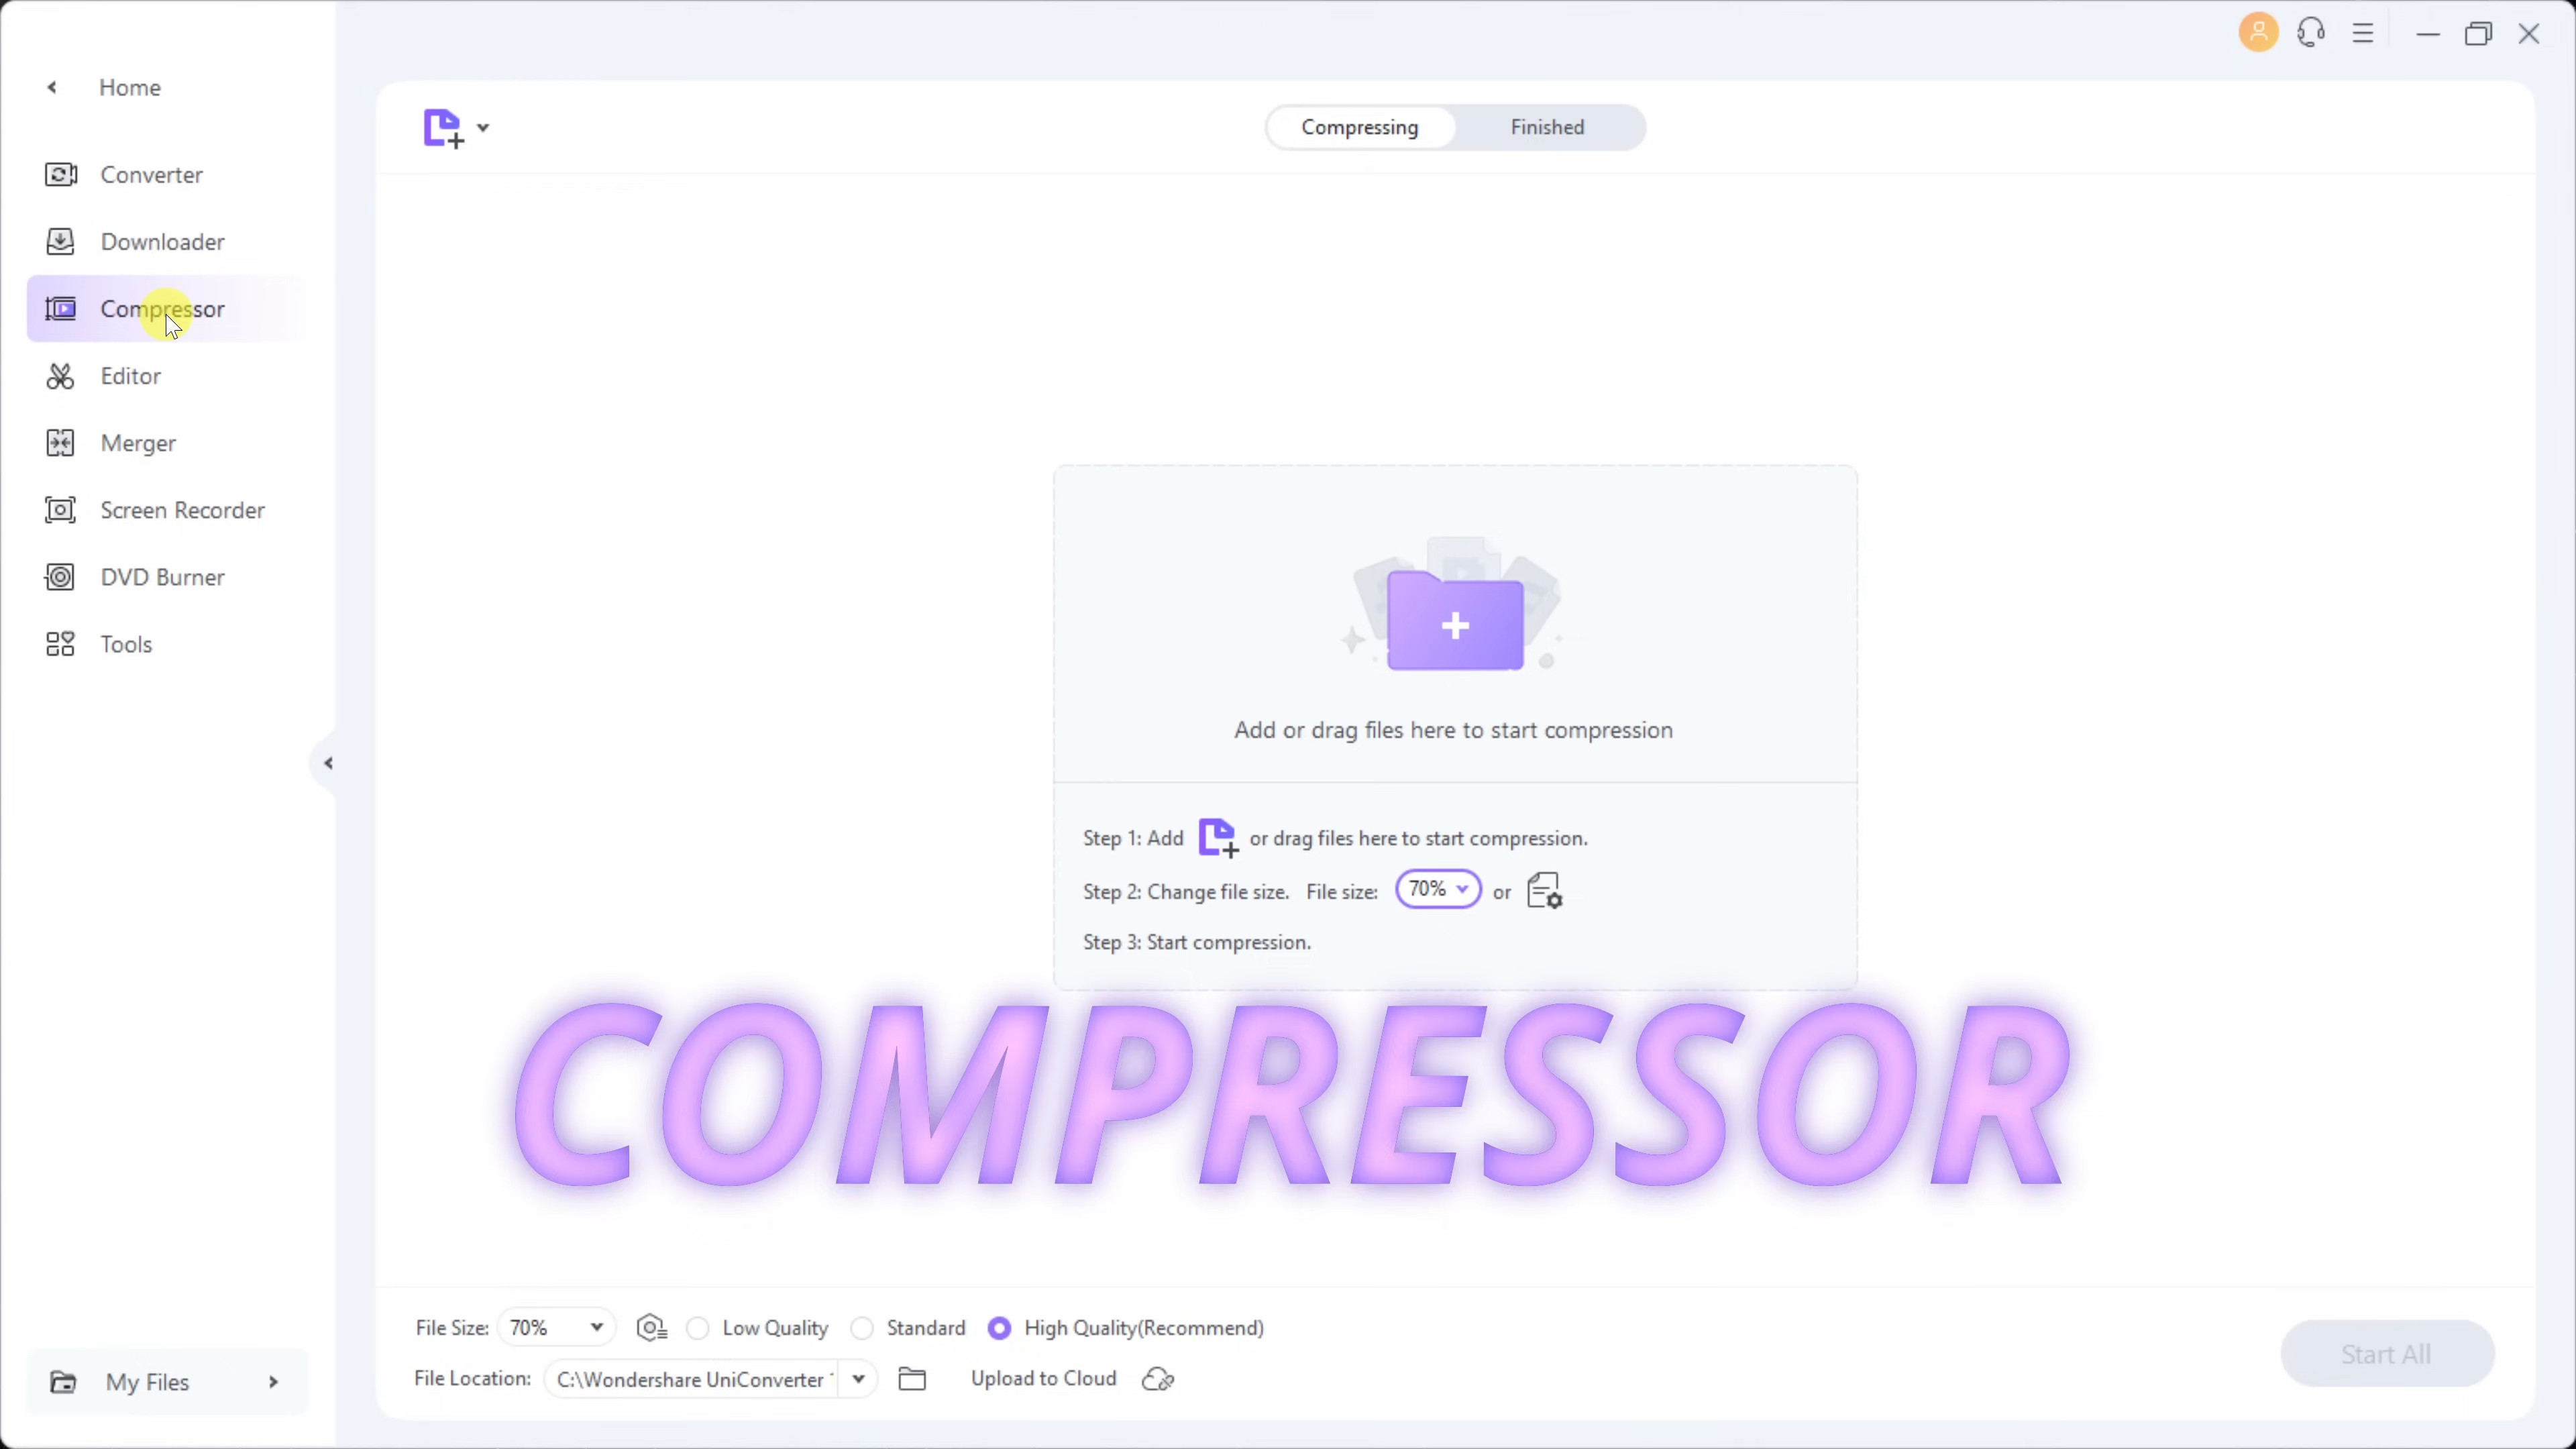 Home
Converter
Downloader
Compressor
Editor
Merger
Screen Recorder
DVD Burner
Tools
My Files
Compressing
Finished
Add or drag files here to start compression
Step 1: Add or drag files here to start compression.
Step 2: Change file size. File size: 70% or
Step 3: Start compression.
COMPRESSOR
File Size: 70% Low Quality Standard High Quality(Recommend)
File Location: C:\Wondershare UniConverter Upload to Cloud
Start All